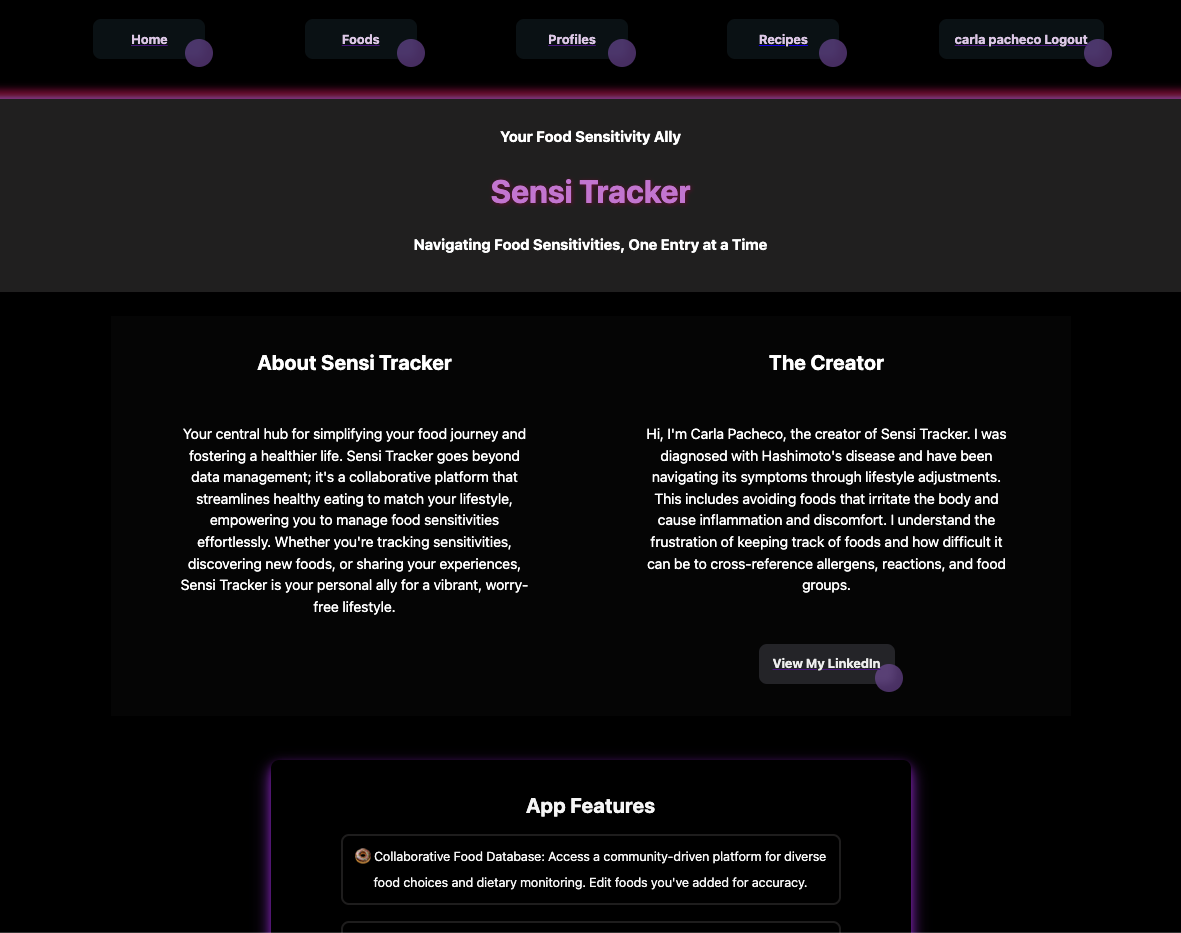 Home
Foods
Profiles
Recipes
carla pacheco Logout
Your Food Sensitivity Ally
Sensi Tracker
Navigating Food Sensitivities, One Entry at a Time
About Sensi Tracker
Your central hub for simplifying your food journey and
fostering a healthier life. Sensi Tracker goes beyond
data management; it's a collaborative platform that
streamlines healthy eating to match your lifestyle,
empowering you to manage food sensitivities
effortlessly. Whether you're tracking sensitivities,
discovering new foods, or sharing your experiences,
Sensi Tracker is your personal ally for a vibrant, worry-
free lifestyle.
The Creator
Hi, I'm Carla Pacheco, the creator of Sensi Tracker. I was
diagnosed with Hashimoto's disease and have been
navigating its symptoms through lifestyle adjustments.
This includes avoiding foods that irritate the body and
cause inflammation and discomfort. I understand the
frustration of keeping track of foods and how difficult it
can be to cross-reference allergens, reactions, and food
groups.
View My LinkedIn
App Features
🍩 Collaborative Food Database: Access a community-driven platform for diverse
food choices and dietary monitoring. Edit foods you've added for accuracy.